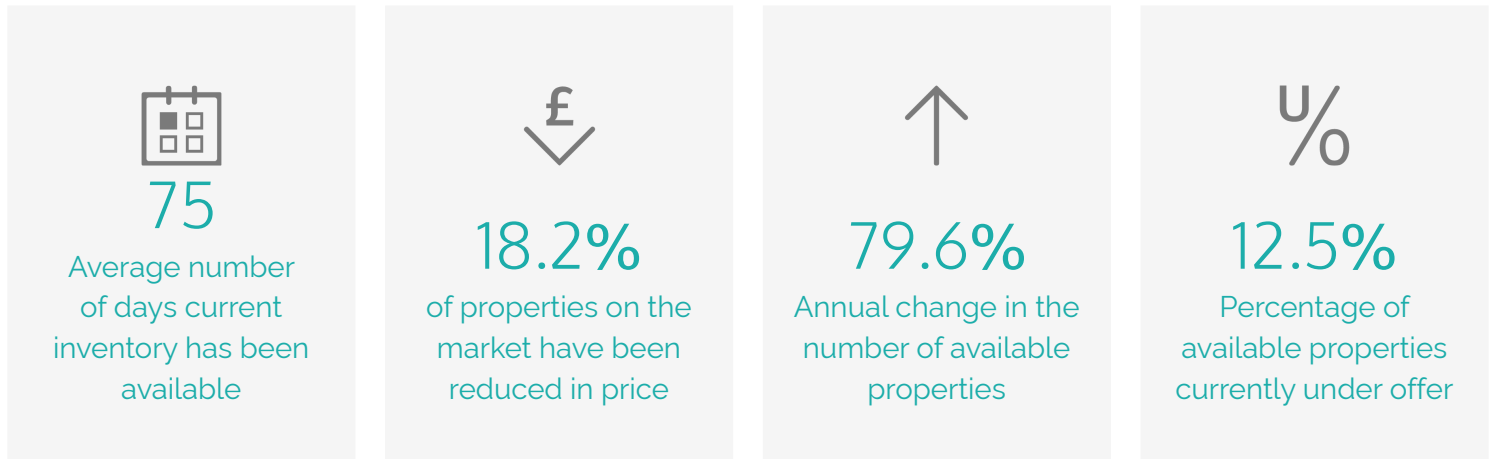 75
Average number
of days current
inventory has been
available
£
18.2%
of properties on the
market have been
reduced in price
79.6%
Annual change in the
number of available
properties
U/O
12.5%
Percentage of
available properties
currently under offer